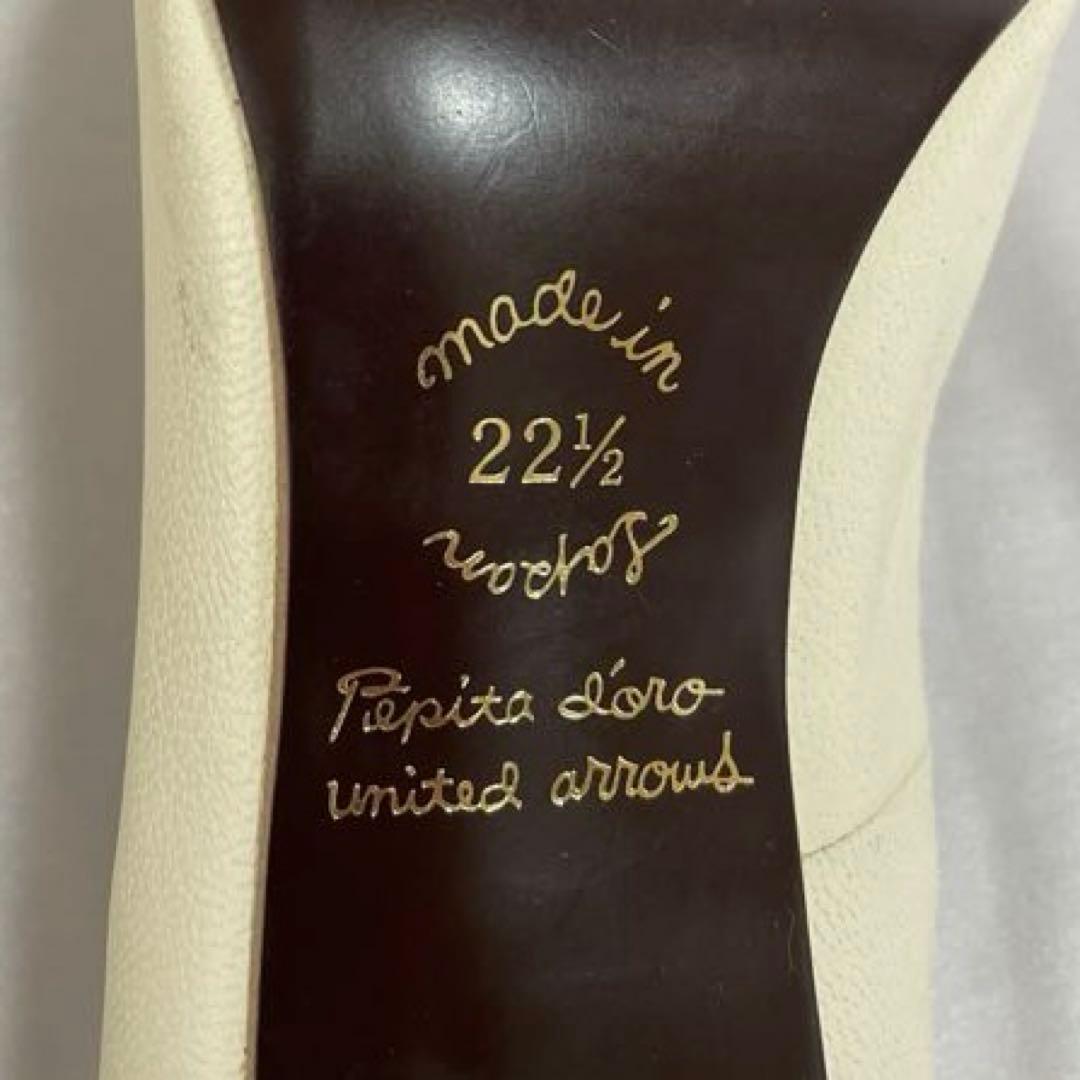 made in
22½
Japan
Pepita d'oro
united arrows